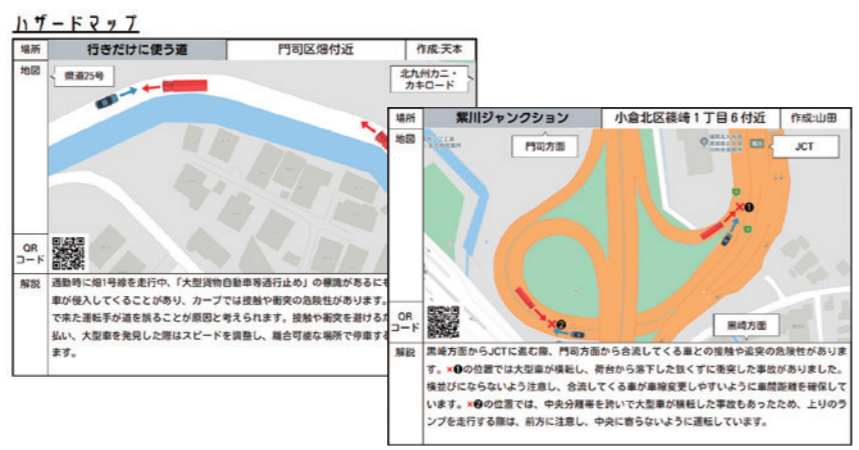 ハザードマップ
場所 行きだけに使う道 門司区畑付近 作成:天本
地図
県道25号
北九州カニ・
カキロード
QR
コード
解説 通勤時に畑1号線を走行中、「大型貨物自動車等通行止め」の標識があるにも
車が侵入してくることがあり、カーブでは接触や衝突の危険性があります。
で来た運転手が道を誤ることが原因と考えられます。接触や衝突を避けるた
払い、大型車を発見した際はスピードを調整し、離合可能な場所で停車する
ます。
場所 紫川ジャンクション 小倉北区篠崎1丁目6付近 作成:山田
地図
門司方面
JCT
❶
❷
黒崎方面
QR
コード
解説 黒崎方面からJCTに進む際、門司方面から合流してくる車との接触や追突の危険性がありま
す。×❶の位置では大型車が横転し、荷台から落下した鉄くずに衝突した事故がありました。
横並びにならないよう注意し、合流してくる車が車線変更しやすいように車間距離を確保して
います。×❷の位置では、中央分離帯を跨いで大型車が横転した事故もあったため、上りのラ
ンプを走行する際は、前方に注意し、中央に寄らないように運転しています。